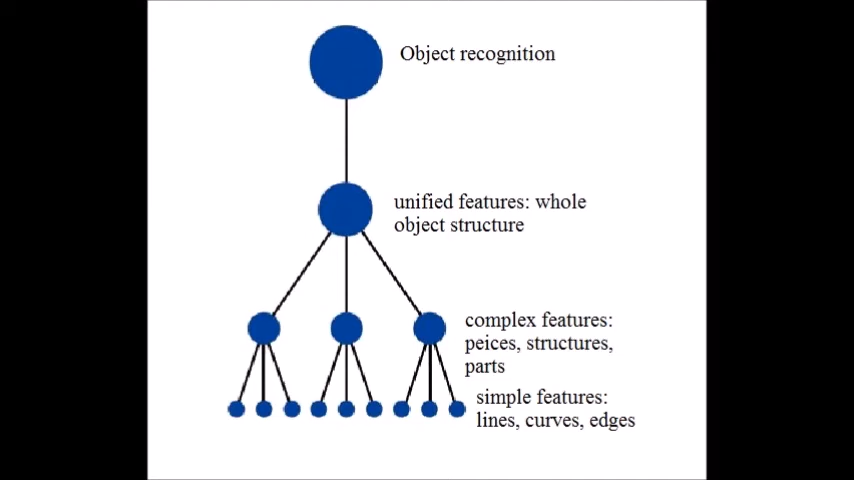 Object recognition
unified features: whole
object structure
complex features:
peices, structures,
parts
simple features:
lines, curves, edges